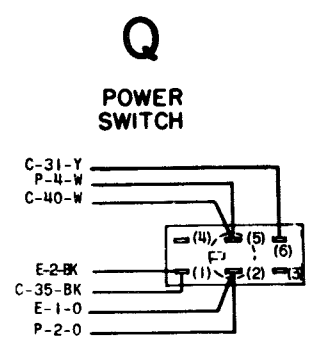 Q
POWER
SWITCH
C-31-Y
P-4-W
C-40-W
(4) (5) (6)
E-2-BK (1) (2) (3)
C-35-BK
E-1-O
P-2-O